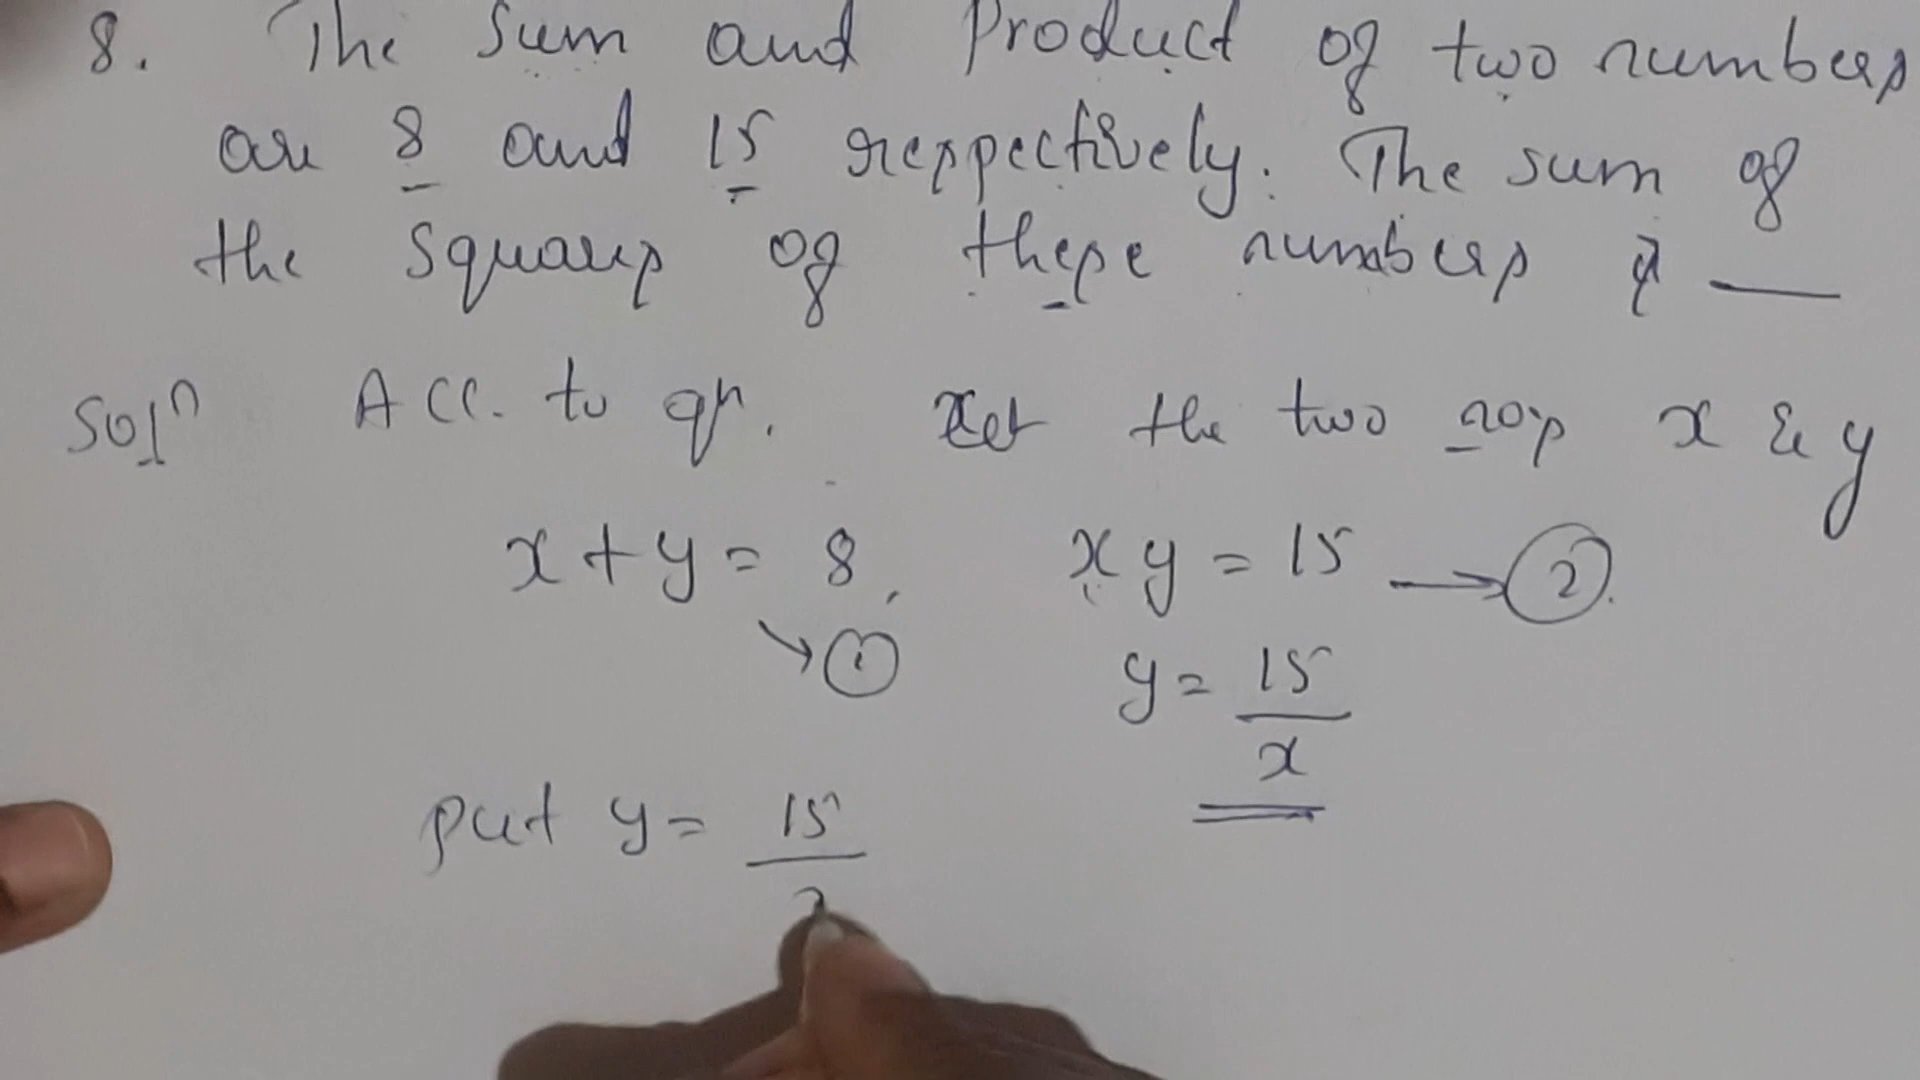 8. The Sum and Product of two numbers
are 8 and 15 respectively. The sum of
the squares of these numbers is —
Solⁿ Acc. to qn. Let the two nos x & y
x + y = 8, xy = 15 → ②.
→ ①
y = 15/x
put y = 15/